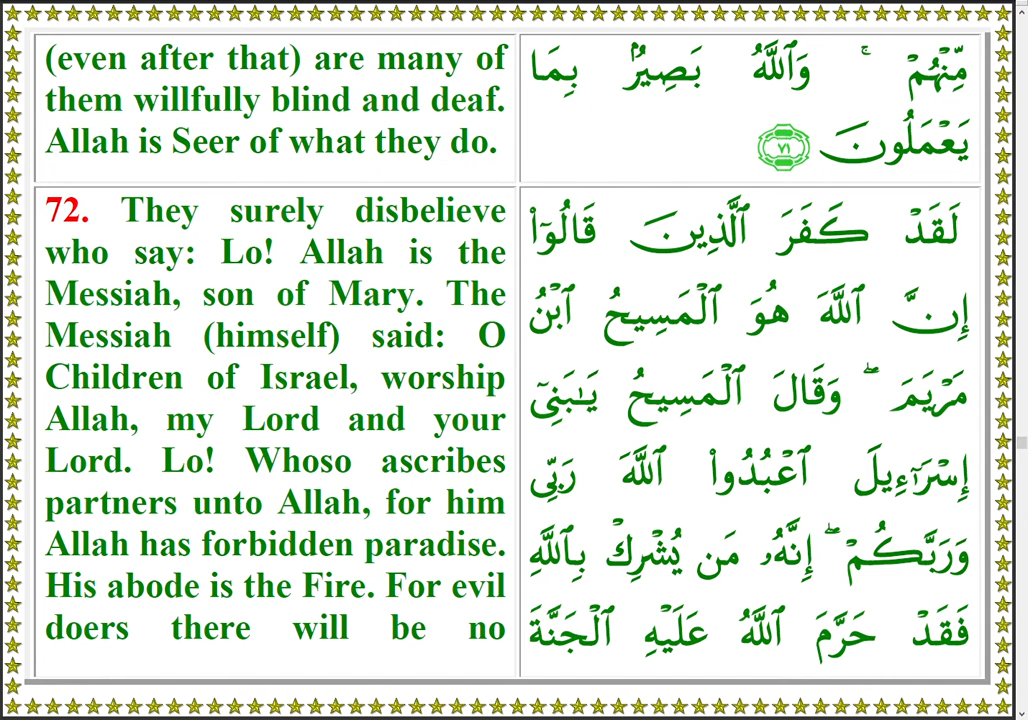 (even after that) are many of
them willfully blind and deaf.
Allah is Seer of what they do.
مِّنْهُمْ ۚ وَٱللَّهُ بَصِيرٌۢ بِمَا
يَعْمَلُونَ ٧١
72. They surely disbelieve
who say: Lo! Allah is the
Messiah, son of Mary. The
Messiah (himself) said: O
Children of Israel, worship
Allah, my Lord and your
Lord. Lo! Whoso ascribes
partners unto Allah, for him
Allah has forbidden paradise.
His abode is the Fire. For evil
doers there will be no
لَقَدْ كَفَرَ ٱلَّذِينَ قَالُوٓا۟
إِنَّ ٱللَّهَ هُوَ ٱلْمَسِيحُ ٱبْنُ
مَرْيَمَ ۖ وَقَالَ ٱلْمَسِيحُ يَـٰبَنِىٓ
إِسْرَٰٓءِيلَ ٱعْبُدُوا۟ ٱللَّهَ رَبِّى
وَرَبَّكُمْ ۖ إِنَّهُۥ مَن يُشْرِكْ بِٱللَّهِ
فَقَدْ حَرَّمَ ٱللَّهُ عَلَيْهِ ٱلْجَنَّةَ